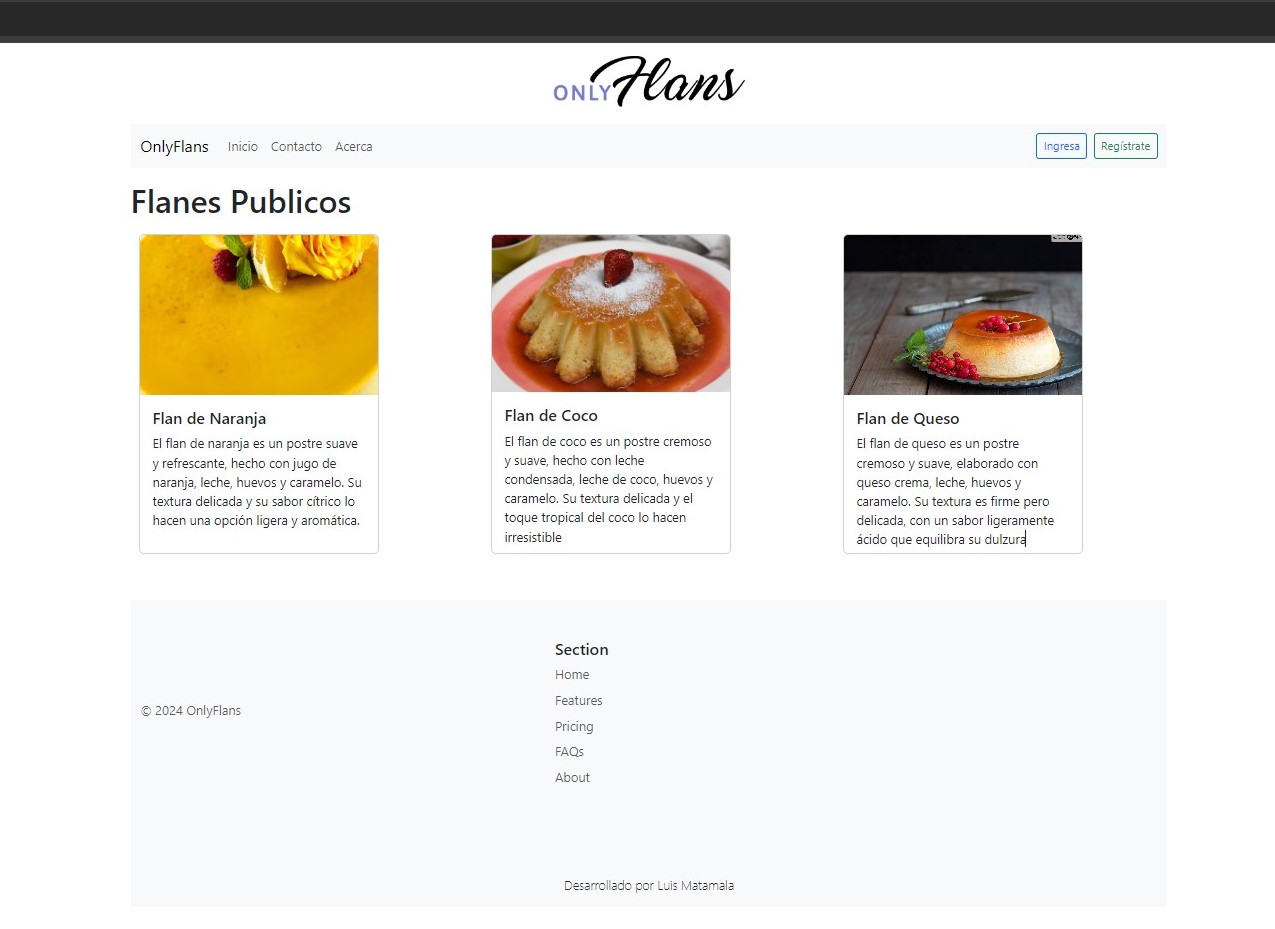 ONLY Flans
OnlyFlans Inicio Contacto Acerca Ingresa Regístrate
Flanes Publicos
Flan de Naranja
El flan de naranja es un postre suave
y refrescante, hecho con jugo de
naranja, leche, huevos y caramelo. Su
textura delicada y su sabor cítrico lo
hacen una opción ligera y aromática.
Flan de Coco
El flan de coco es un postre cremoso
y suave, hecho con leche
condensada, leche de coco, huevos y
caramelo. Su textura delicada y el
toque tropical del coco lo hacen
irresistible
Flan de Queso
El flan de queso es un postre
cremoso y suave, elaborado con
queso crema, leche, huevos y
caramelo. Su textura es firme pero
delicada, con un sabor ligeramente
ácido que equilibra su dulzura
© 2024 OnlyFlans
Section
Home
Features
Pricing
FAQs
About
Desarrollado por Luis Matamala